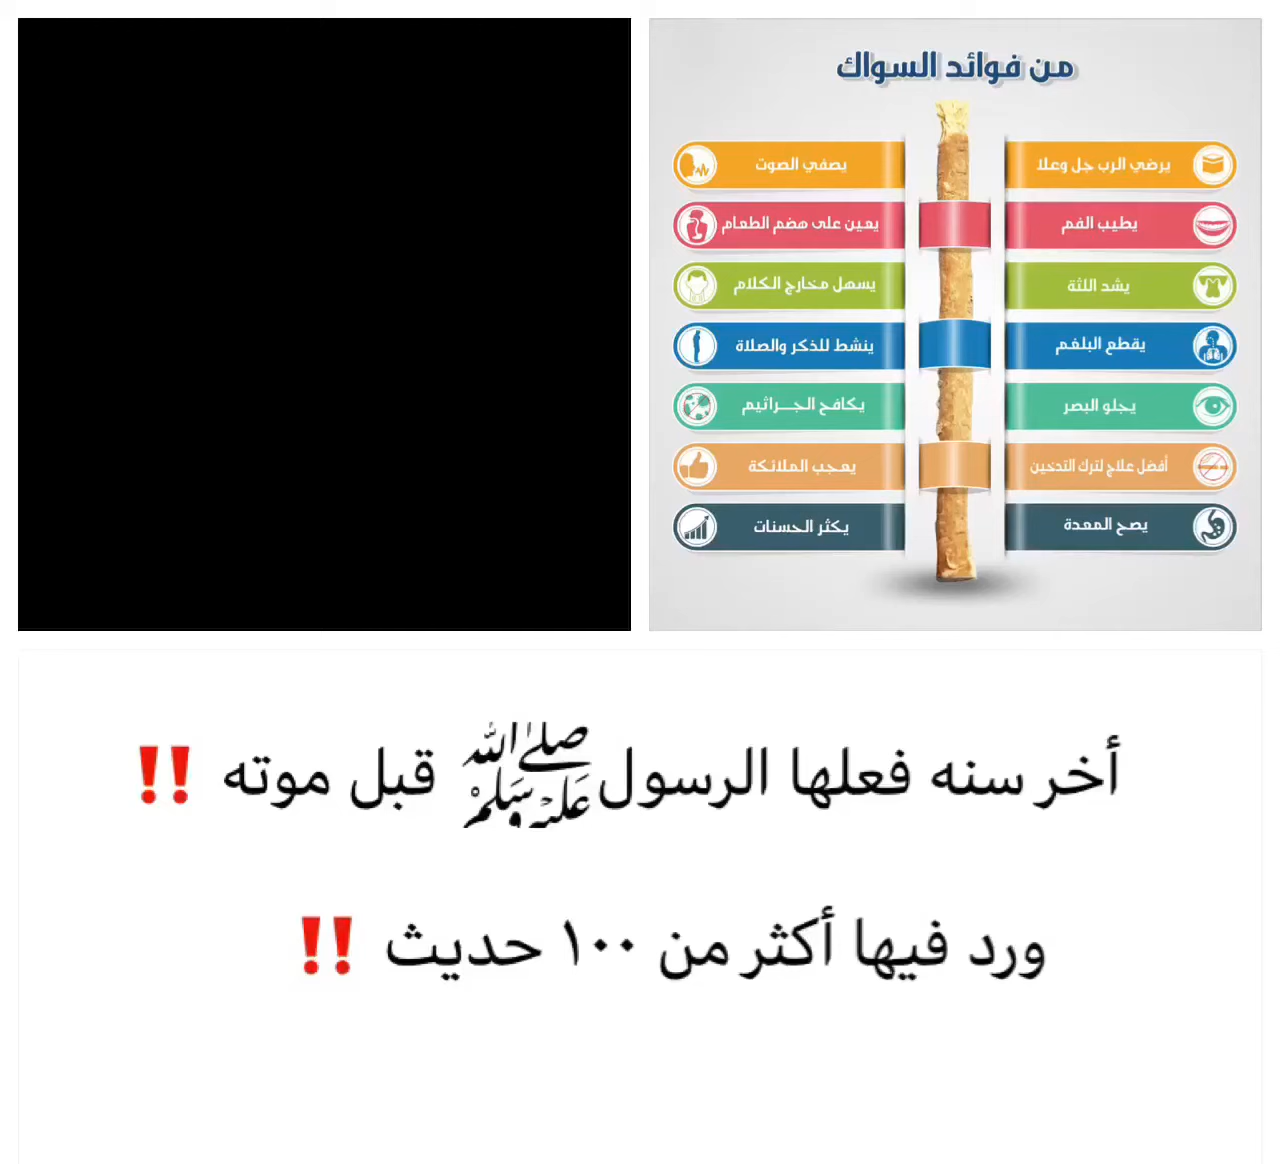 من فوائد السواك
يرضي الرب جل وعلا
يصفي الصوت
يطيب الفم
يعين على هضم الطعام
يشد اللثة
يسهل مخارج الكلام
يقطع البلغم
ينشط للذكر والصلاة
يجلو البصر
يكافح الجــراثيم
أفضل علاج لترك التدخين
يعجب الملائكة
يصح المعدة
يكثر الحسنات
أخر سنه فعلها الرسول ﷺ قبل موته ‼️
ورد فيها أكثر من ١٠٠ حديث ‼️